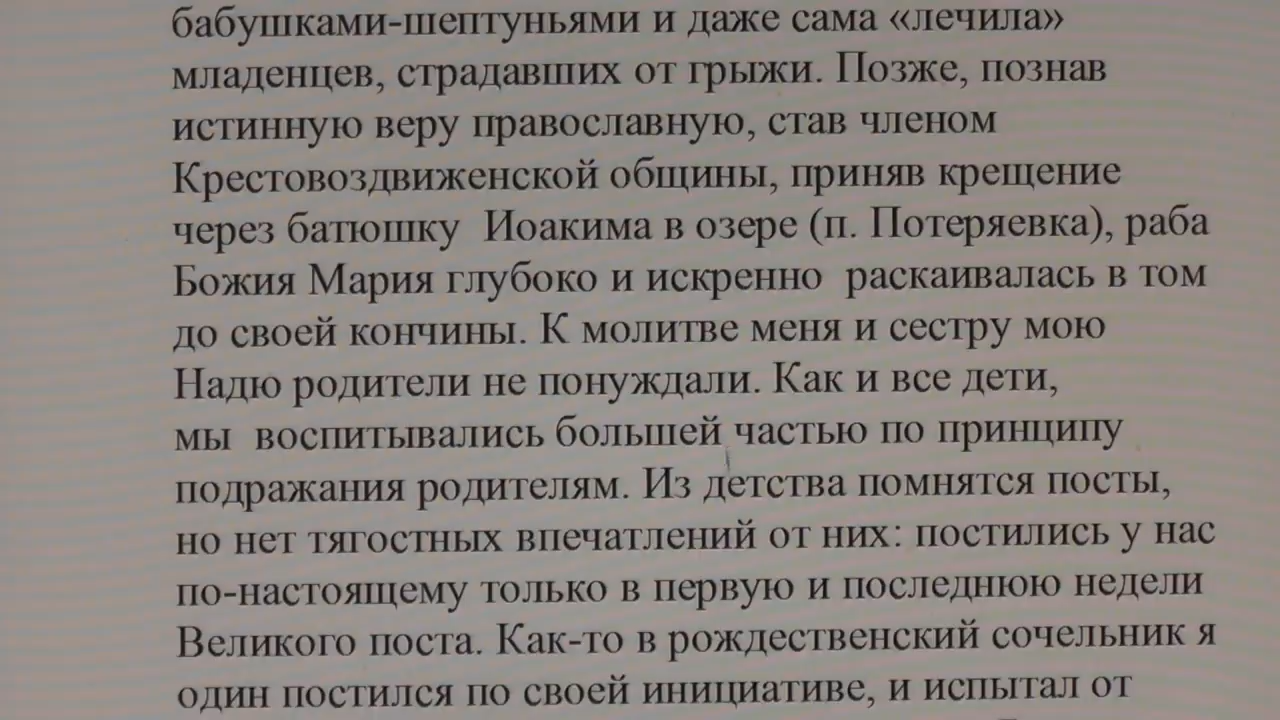 бабушками-шептуньями и даже сама «лечила»
младенцев, страдавших от грыжи. Позже, познав
истинную веру православную, став членом
Крестовоздвиженской общины, приняв крещение
через батюшку  Иоакима в озере (п. Потеряевка), раба
Божия Мария глубоко и искренно  раскаивалась в том
до своей кончины. К молитве меня и сестру мою
Надю родители не понуждали. Как и все дети,
мы  воспитывались большей частью по принципу
подражания родителям. Из детства помнятся посты,
но нет тягостных впечатлений от них: постились у нас
по-настоящему только в первую и последнюю недели
Великого поста. Как-то в рождественский сочельник я
один постился по своей инициативе, и испытал от